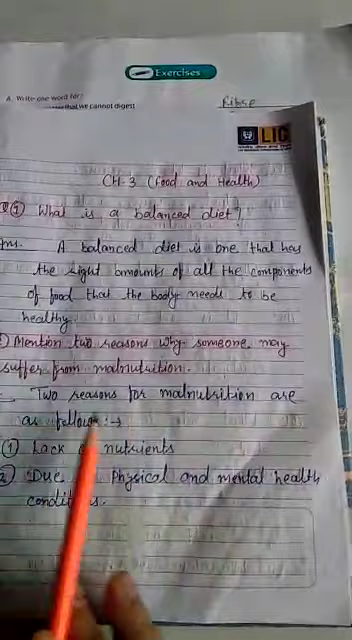 Exercises
A. Write one word for:
that we cannot digest
LIC
CH-3 (Food and Health)
What is a balanced diet?
Ans. A balanced diet is one that has
the right amounts of all the components
of food that the body needs to be
healthy
Mention two reasons why someone may
suffer from malnutrition.
Two reasons for malnutrition are
as follows:→
① Lack nutrients
② Due Physical and mental health
conditions.